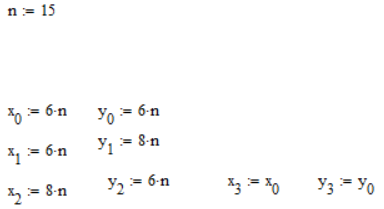 n := 15
x₀ := 6·n y₀ := 6·n
x₁ := 6·n y₁ := 8·n
x₂ := 8·n y₂ := 6·n x₃ := x₀ y₃ := y₀